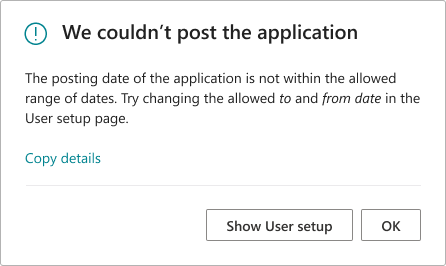 We couldn’t post the application
The posting date of the application is not within the allowed
range of dates. Try changing the allowed to and from date in the
User setup page.
Copy details
Show User setup
OK